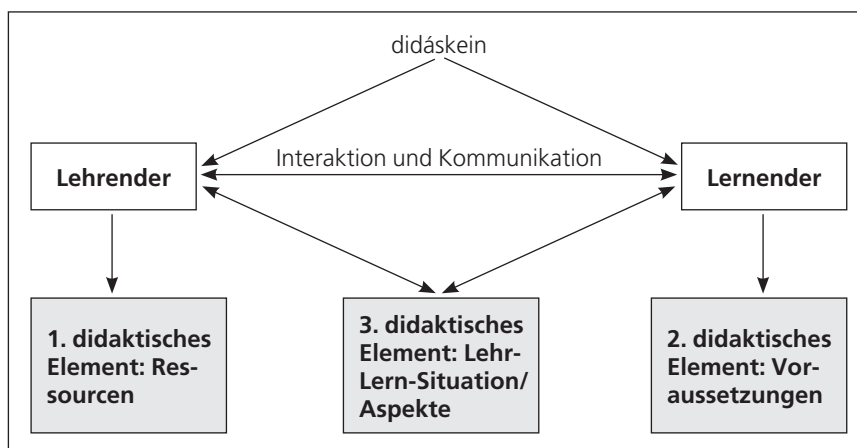 didáskein
Interaktion und Kommunikation
Lehrender
Lernender
1. didaktisches
Element: Res-
sourcen
3. didaktisches
Element: Lehr-
Lern-Situation/
Aspekte
2. didaktisches
Element: Vor-
aussetzungen